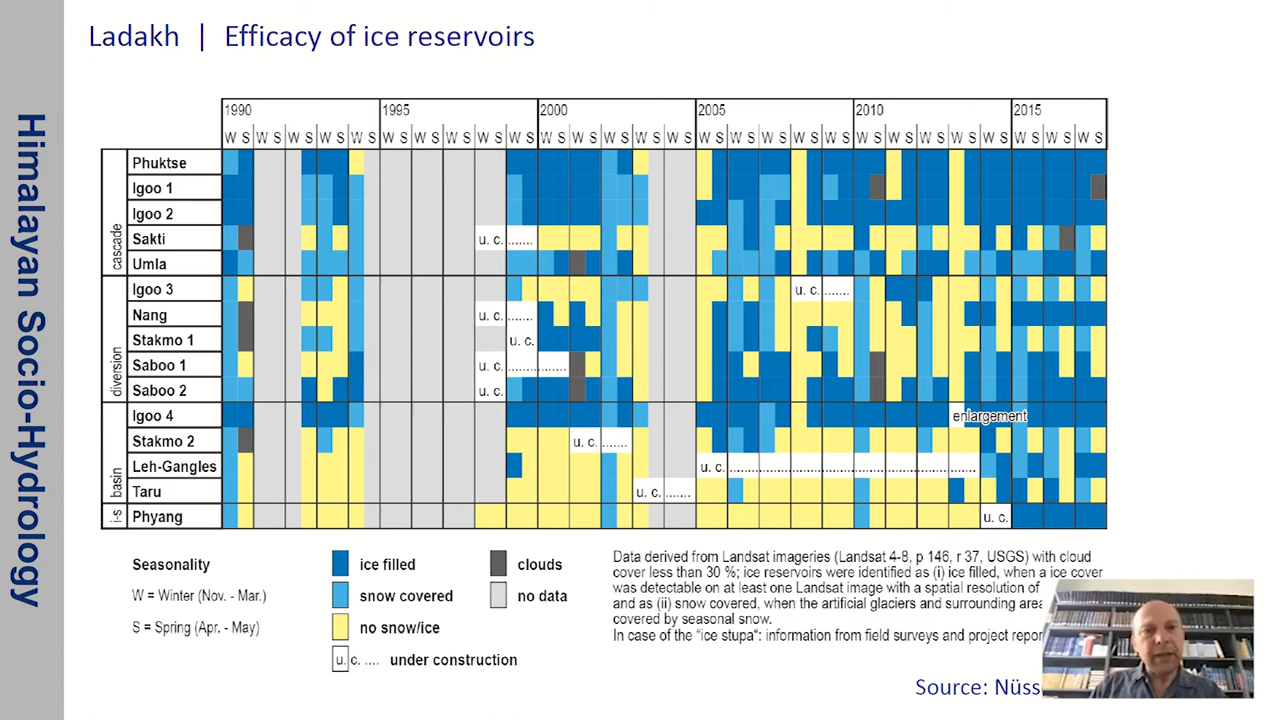 Ladakh | Efficacy of ice reservoirs
Himalayan Socio-Hydrology
1990 1995 2000 2005 2010 2015
W S W S W S W S W S W S W S W S W S W S W S W S W S W S W S W S W S W S W S W S W S W S W S W S W S W S W S W S
cascade
Phuktse
Igoo 1
Igoo 2
Sakti u. c. .......
Umla
diversion
Igoo 3 u. c. .......
Nang u. c. .......
Stakmo 1 u. c.
Saboo 1 u. c. ...............
Saboo 2 u. c.
basin
Igoo 4 enlargement
Stakmo 2 u. c. .......
Leh-Gangles u. c. ...............................................................
Taru u. c. .......
i-s
Phyang u. c.
Seasonality
W = Winter (Nov. - Mar.)
S = Spring (Apr. - May)
ice filled
snow covered
no snow/ice
u. c. .... under construction
clouds
no data
Data derived from Landsat imageries (Landsat 4-8, p 146, r 37, USGS) with cloud
cover less than 30 %; ice reservoirs were identified as (i) ice filled, when a ice cover
was detectable on at least one Landsat image with a spatial resolution of
and as (ii) snow covered, when the artificial glaciers and surrounding
covered by seasonal snow.
In case of the "ice stupa": information from field surveys and project
Source: Nüss